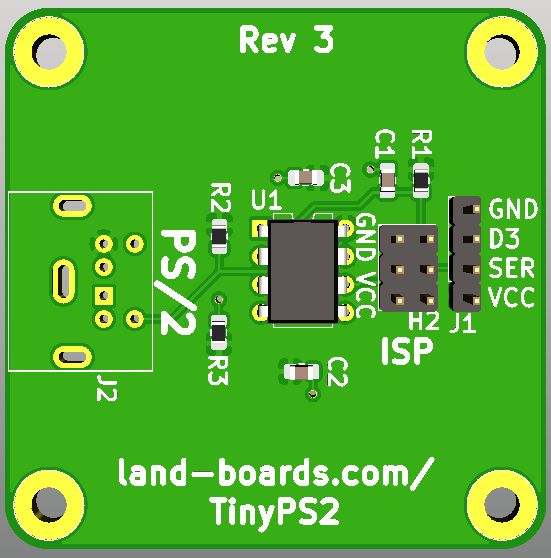 Rev 3
C1
R1
C3
R2
U1
GND
D3
SER
VCC
GND VCC
PS/2
H2
J1
ISP
R3
C2
J2
land-boards.com/
TinyPS2